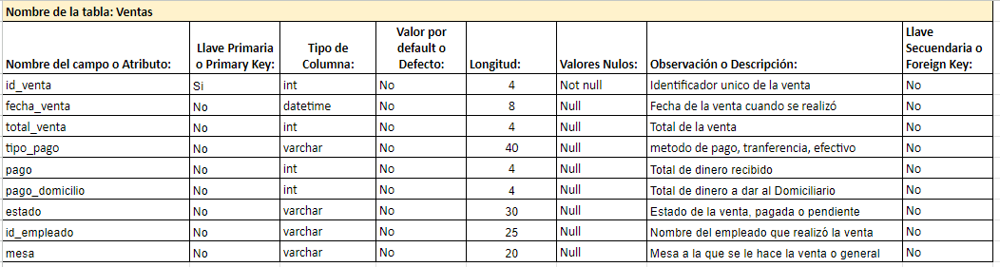 Nombre de la tabla: Ventas
Nombre del campo o Atributo: Llave Primaria o Primary Key: Tipo de Columna: Valor por default o Defecto: Longitud: Valores Nulos: Observación o Descripción: Llave Secuendaria o Foreign Key:
id_venta Si int No 4 Not null Identificador unico de la venta No
fecha_venta No datetime No 8 Null Fecha de la venta cuando se realizó No
total_venta No int No 4 Null Total de la venta No
tipo_pago No varchar No 40 Null metodo de pago, tranferencia, efectivo No
pago No int No 4 Null Total de dinero recibido No
pago_domicilio No int No 4 Null Total de dinero a dar al Domiciliario No
estado No varchar No 30 Null Estado de la venta, pagada o pendiente No
id_empleado No varchar No 25 Null Nombre del empleado que realizó la venta No
mesa No varchar No 20 Null Mesa a la que se le hace la venta o general No